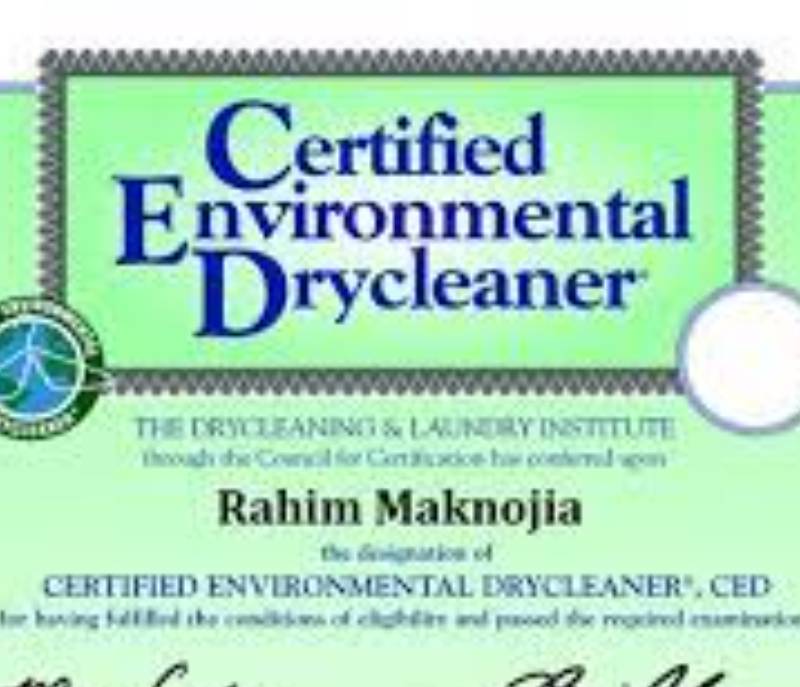 Certified
Environmental
Drycleaner
THE DRYCLEANING & LAUNDRY INSTITUTE
through the Council for Certification has conferred upon
Rahim Maknojia
the designation of
CERTIFIED ENVIRONMENTAL DRYCLEANER®, CED
for having fulfilled the conditions of eligibility and passed the required examination